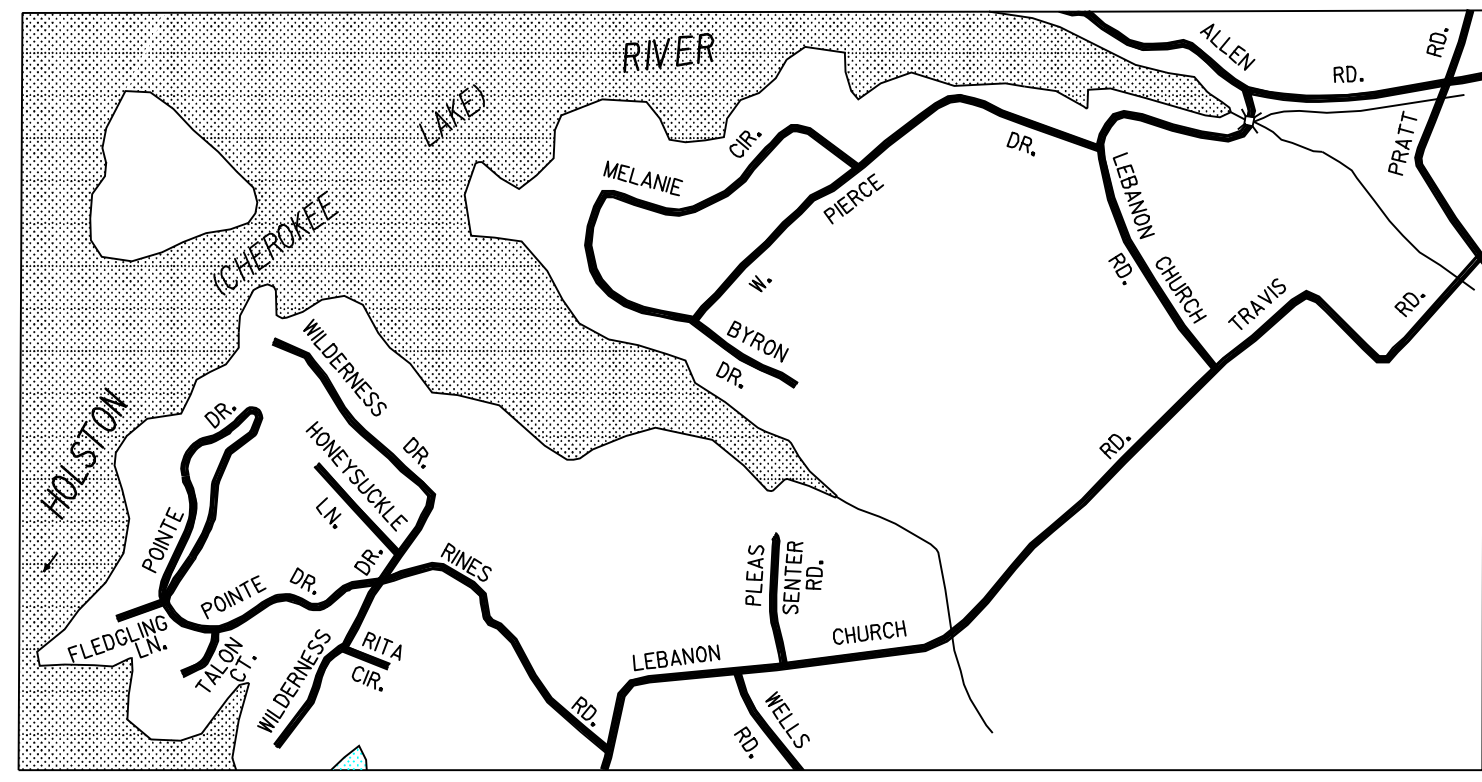 RIVER
ALLEN
RD.
RD.
LAKE)
(CHEROKEE
HOLSTON
CIR.
MELANIE
DR.
PIERCE
W.
PRATT
LEBANON
CHURCH
RD.
TRAVIS
RD.
BYRON
DR.
RD.
WILDERNESS
DR.
DR.
HONEYSUCKLE
LN.
POINTE
DR.
POINTE
DR.
RINES
RD.
PLEAS
SENTER
RD.
FLEDGLING
LN.
TALON
CT.
WILDERNESS
RITA
CIR.
LEBANON
CHURCH
WELLS
RD.